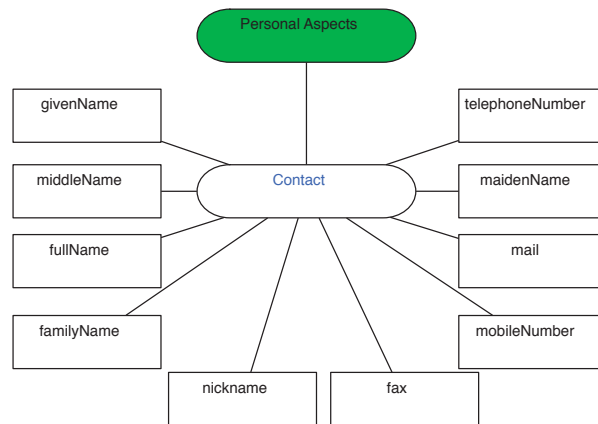 Personal Aspects
givenName
telephoneNumber
middleName
Contact
maidenName
fullName
mail
familyName
mobileNumber
nickname
fax